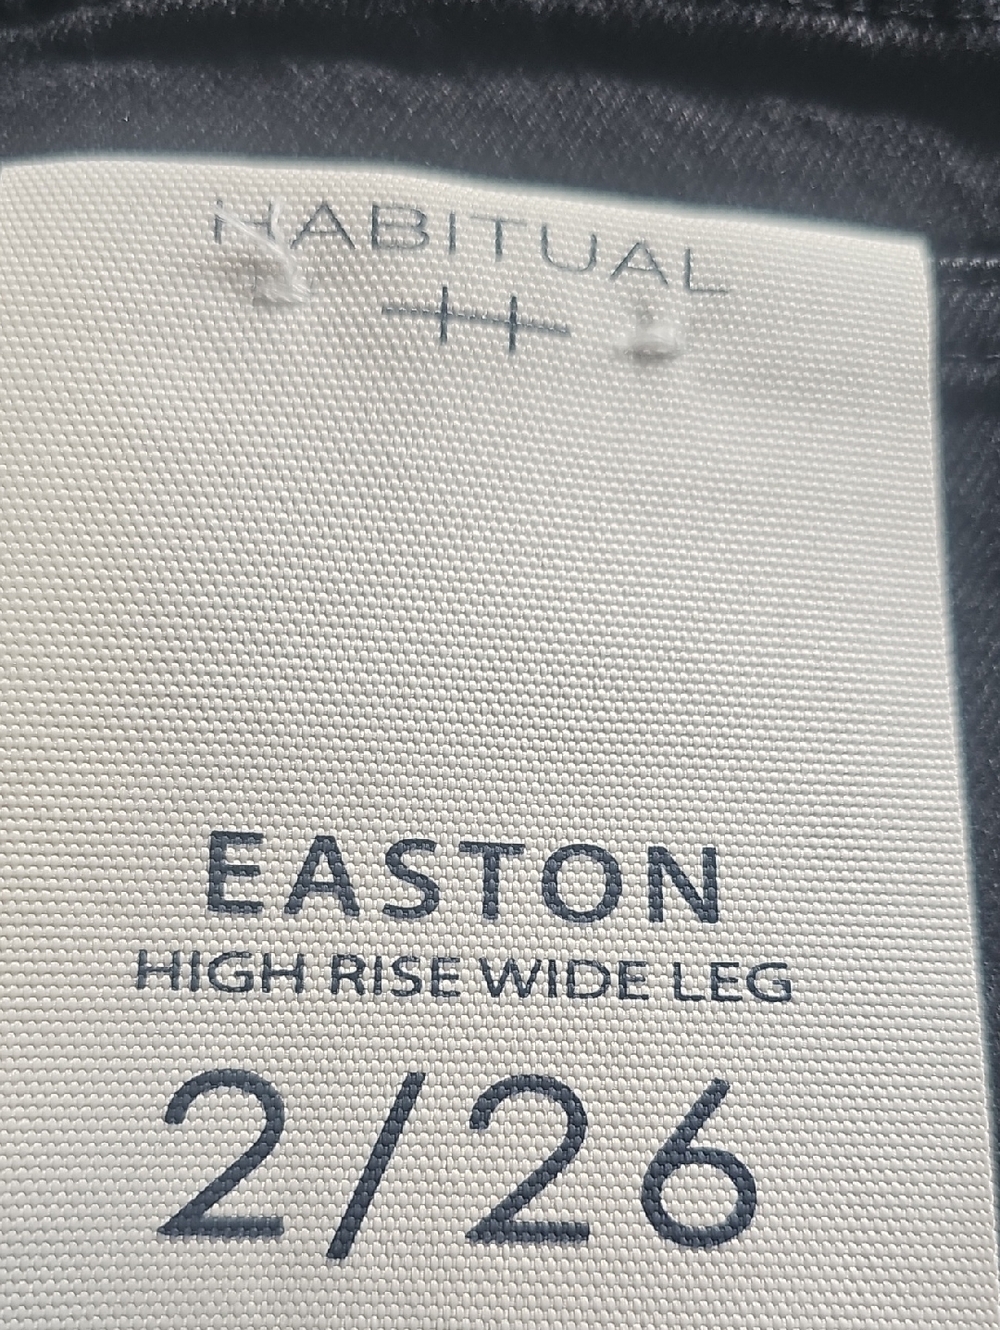 HABITUAL
EASTON
HIGH RISE WIDE LEG
2/26